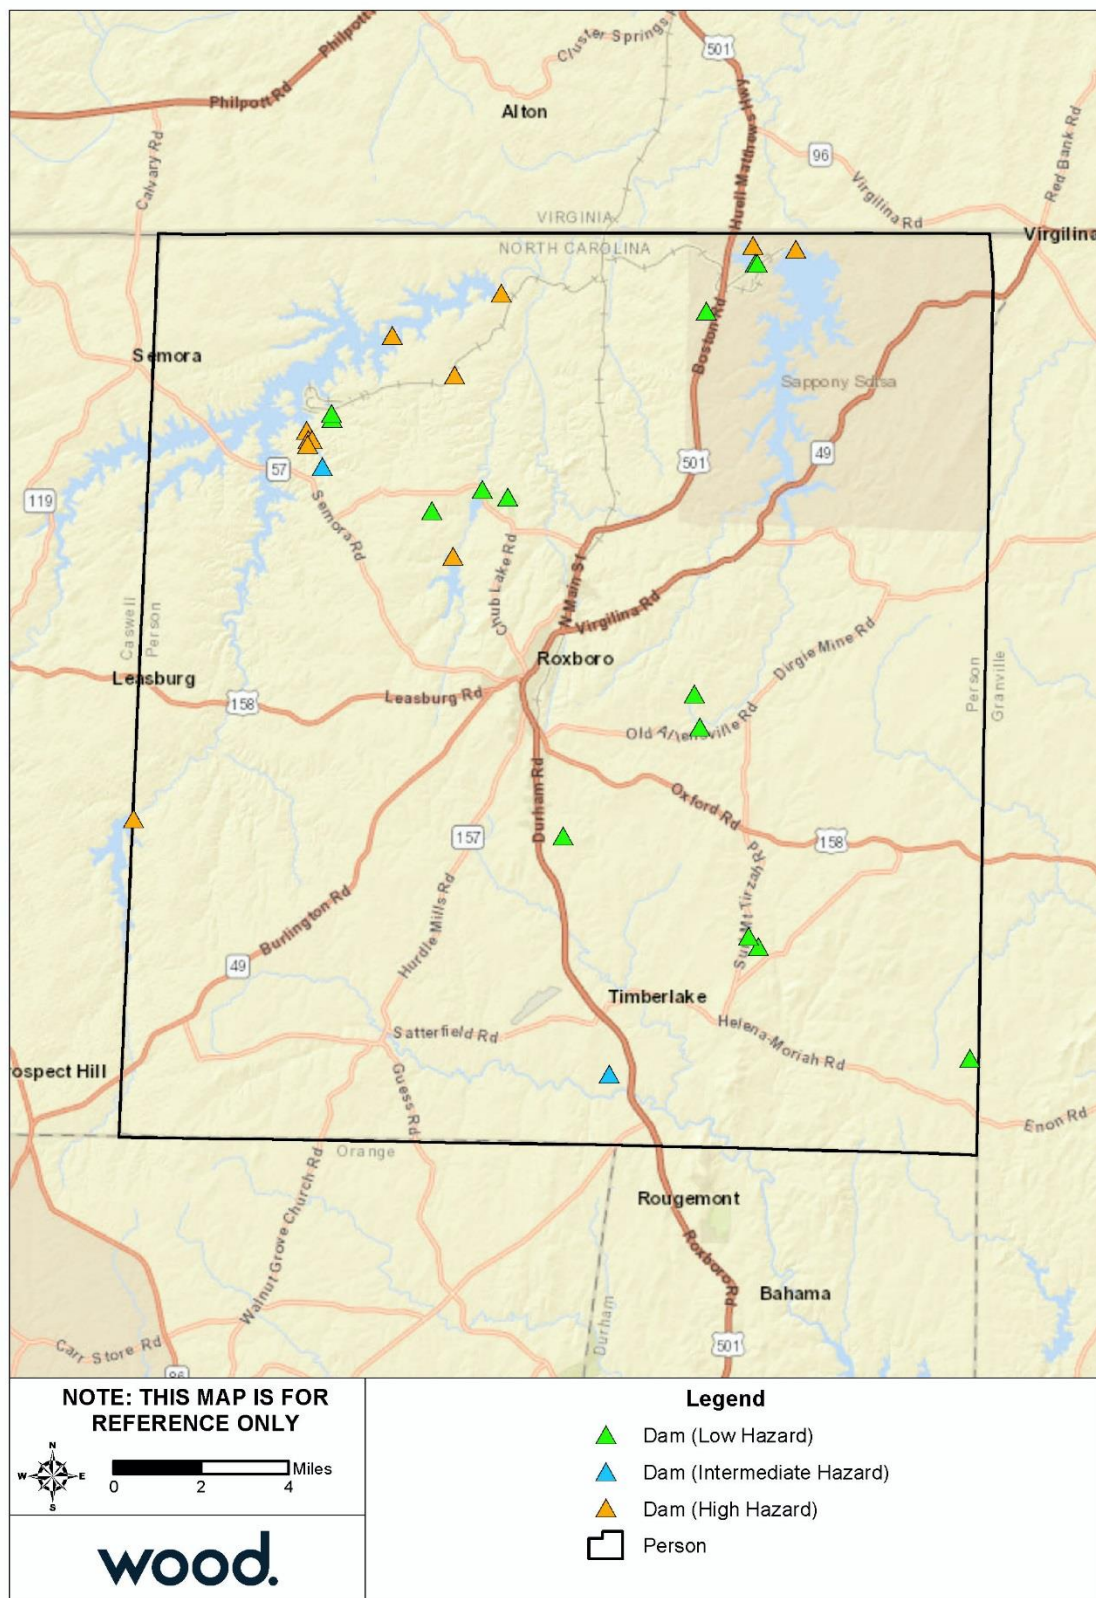 Philpott Rd
Philpott
Cluster Springs
501
Alton
Calvary Rd
Huell Matthews Hwy
96
Virgilina Rd
Red Bank Rd
VIRGINIA
NORTH CAROLINA
Virgilina
Semora
Boston Rd
Sappony Sdtsa
501
49
57
119
Semora Rd
Chub Lake Rd
N Main St
Virgilina Rd
Caswell
Person
Roxboro
Dirgie Mine Rd
Person
Granville
Leasburg
158
Leasburg Rd
Old Allensville Rd
Durham Rd
Oxford Rd
157
158
Burlington Rd
Hurdle Mills Rd
Mt Tirzah Rd
49
Timberlake
Satterfield Rd
Helena-Moriah Rd
rospect Hill
Guess Rd
Enon Rd
Orange
Walnut Grove Church Rd
Rougemont
Roxboro Rd
Bahama
Durham
501
Carr Store Rd
86
NOTE: THIS MAP IS FOR
REFERENCE ONLY
N
W E
S
0 2 4
Miles
wood.
Legend
Dam (Low Hazard)
Dam (Intermediate Hazard)
Dam (High Hazard)
Person